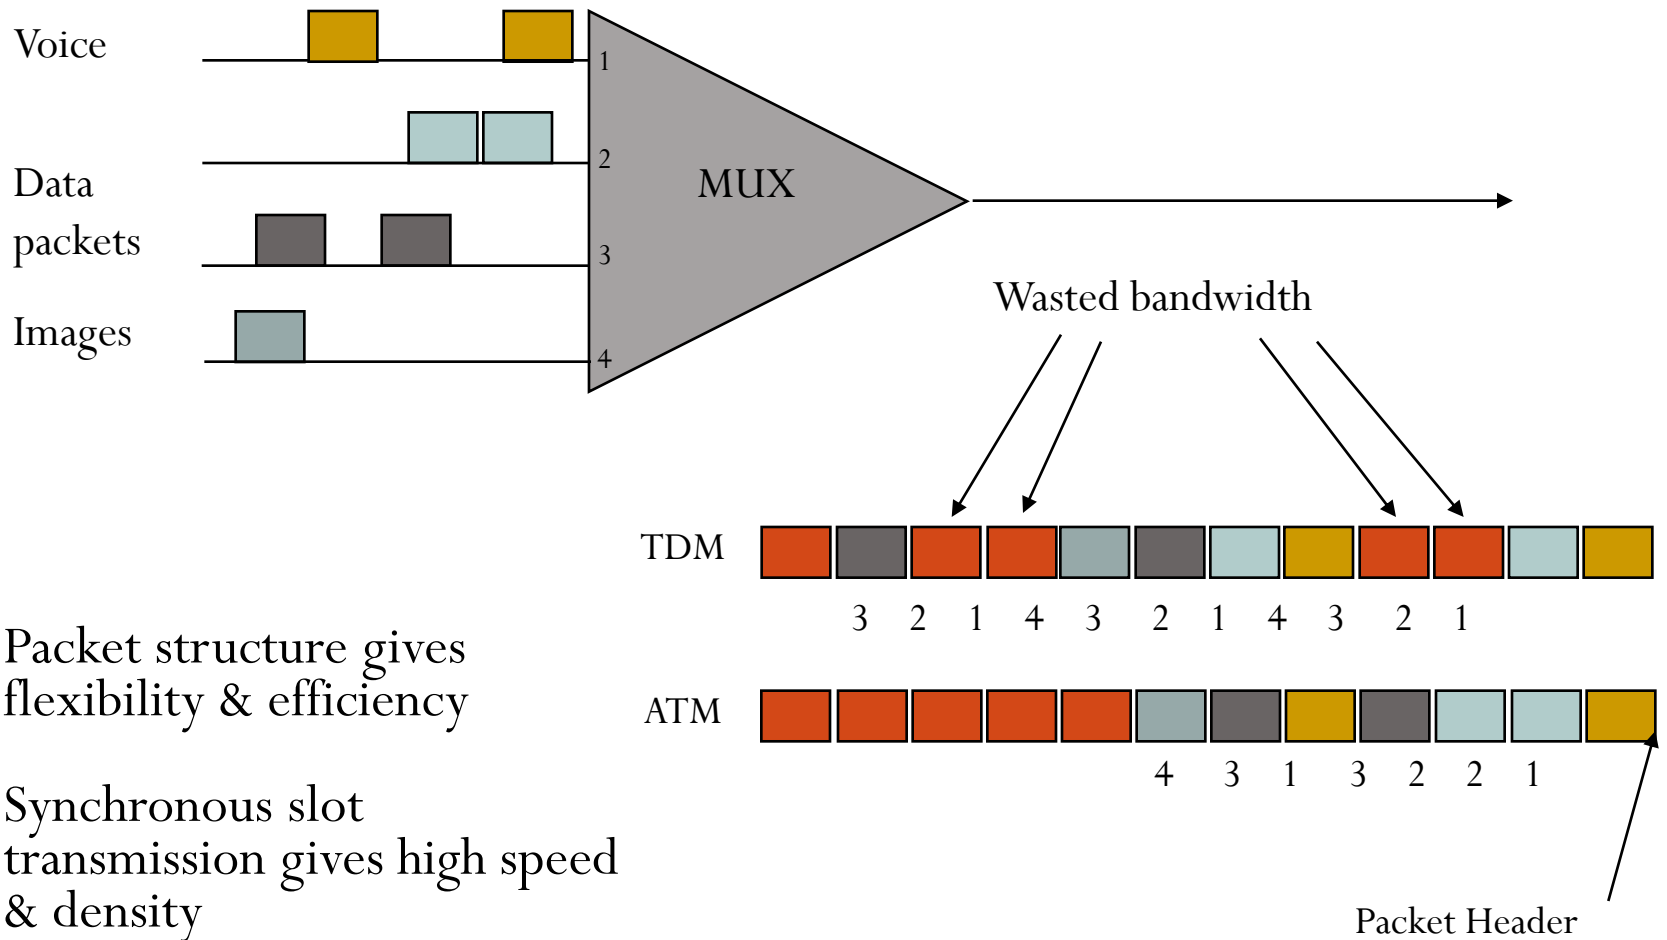 Voice
1
2
Data
packets
3
Images
4
MUX
Wasted bandwidth
TDM
3 2 1 4 3 2 1 4 3 2 1
Packet structure gives
flexibility & efficiency
ATM
4 3 1 3 2 2 1
Synchronous slot
transmission gives high speed
& density
Packet Header